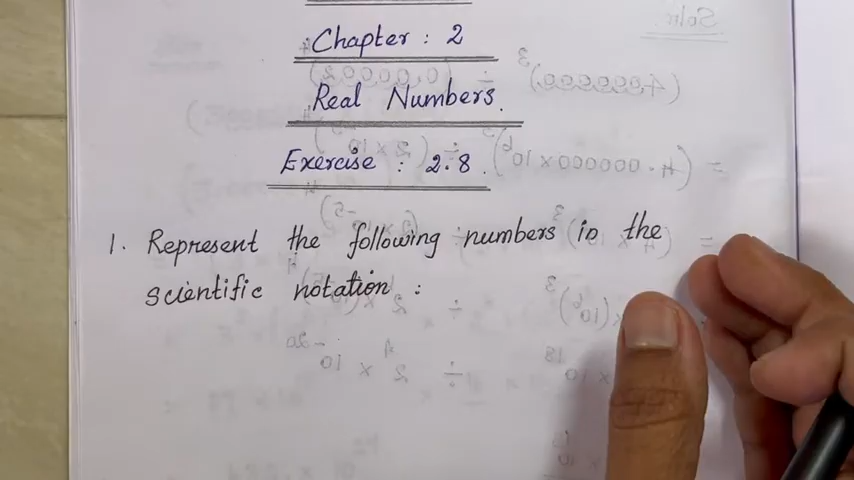 Chapter : 2
Real Numbers.
Exercise : 2.8.
1. Represent the following numbers in the
scientific notation :